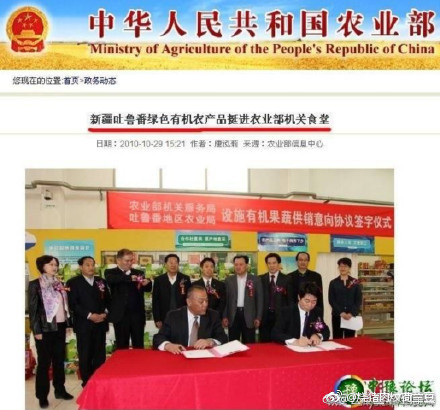 中华人民共和国农业部
Ministry of Agriculture of the People's Republic of China
您现在的位置:首页>政务动态
新疆吐鲁番绿色有机农产品挺进农业部机关食堂
日期：2010-10-29 15:21 作者：
来源：农业部信息中心
农业部机关服务局
吐鲁番地区农业局
设施有机果蔬供销意向协议签字仪式